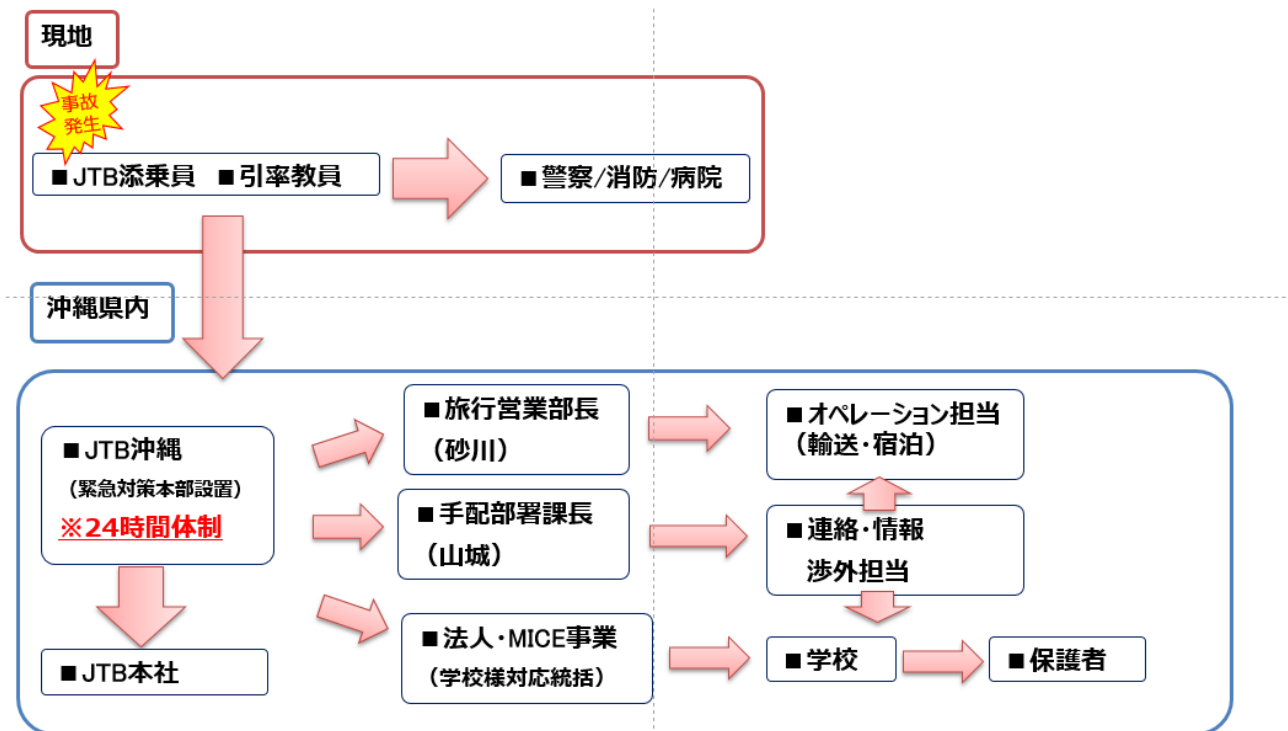 現地
事故
発生
■JTB添乗員 ■引率教員
■警察/消防/病院
沖縄県内
■JTB沖縄
(緊急対策本部設置)
※24時間体制
■JTB本社
■旅行営業部長
(砂川)
■手配部署課長
(山城)
■法人・MICE事業
(学校様対応統括)
■オペレーション担当
(輸送・宿泊)
■連絡・情報
渉外担当
■学校
■保護者